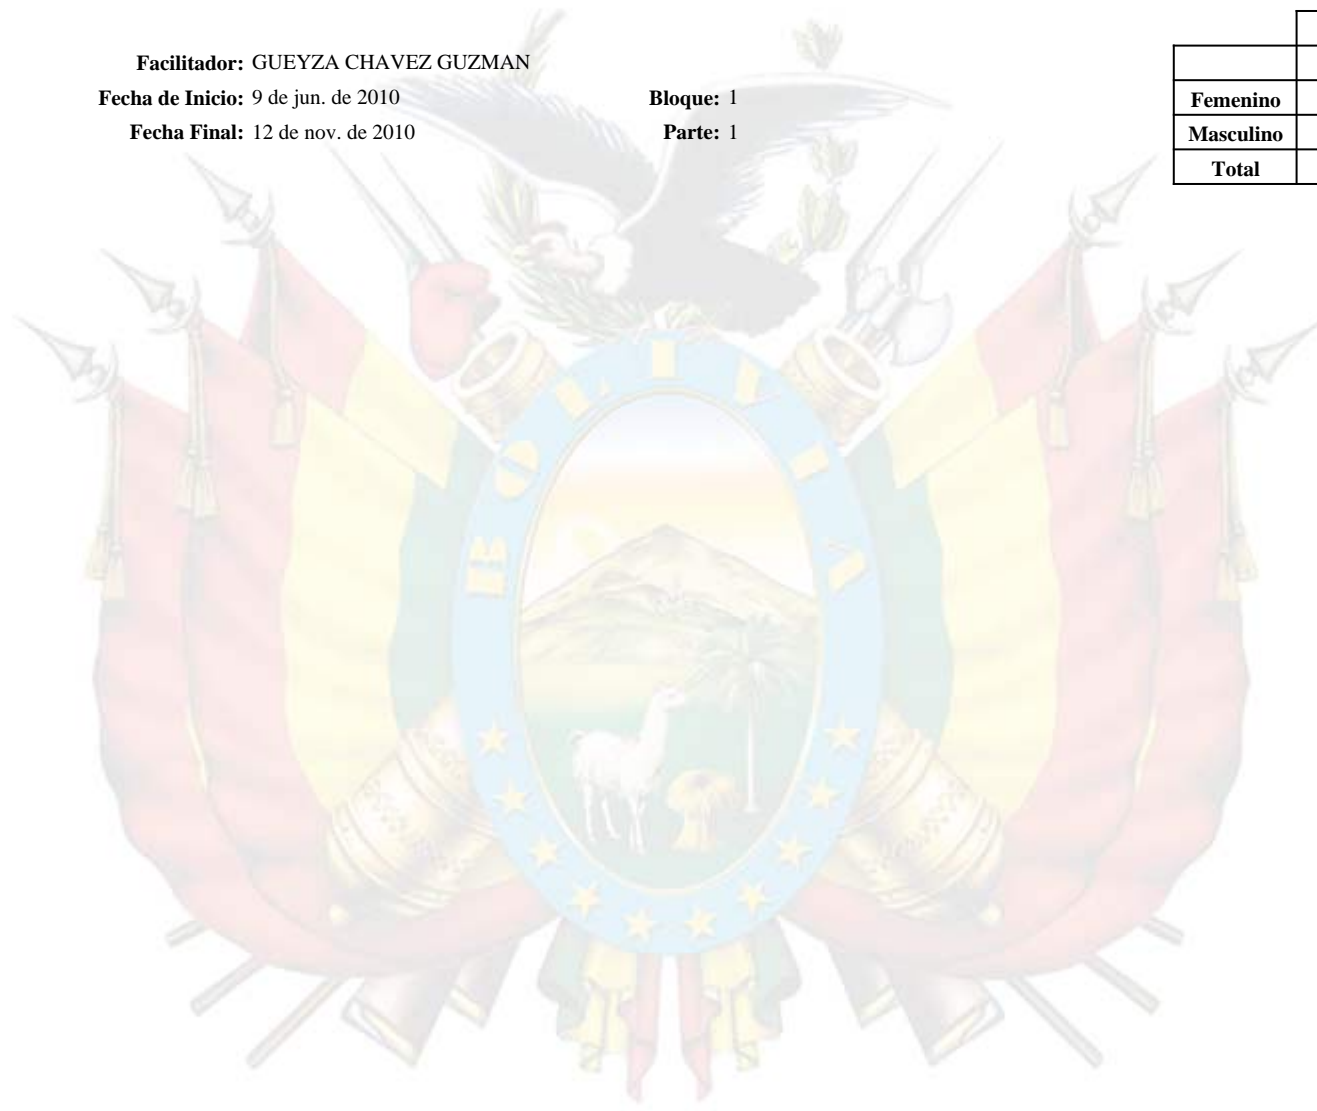 Facilitador: GUEYZA CHAVEZ GUZMAN
Fecha de Inicio: 9 de jun. de 2010 Bloque: 1
Fecha Final: 12 de nov. de 2010 Parte: 1
Femenino
Masculino
Total
BOLIVIA